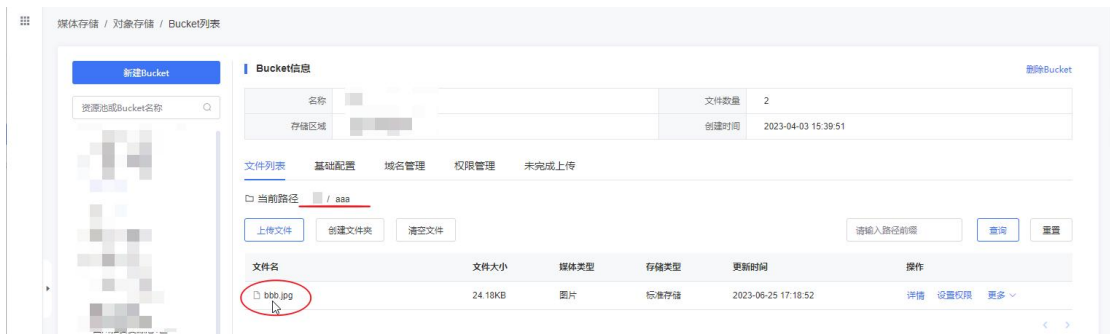 媒体存储 / 对象存储 / Bucket列表
新建Bucket
资源池或Bucket名称
Bucket信息
删除Bucket
名称
文件数量 2
存储区域
创建时间 2023-04-03 15:39:51
文件列表 基础配置 域名管理 权限管理 未完成上传
当前路径 / aaa
上传文件 创建文件夹 清空文件 请输入路径前缀 查询 重置
文件名 文件大小 媒体类型 存储类型 更新时间 操作
bbb.jpg 24.18KB 图片 标准存储 2023-06-25 17:18:52 详情 设置权限 更多